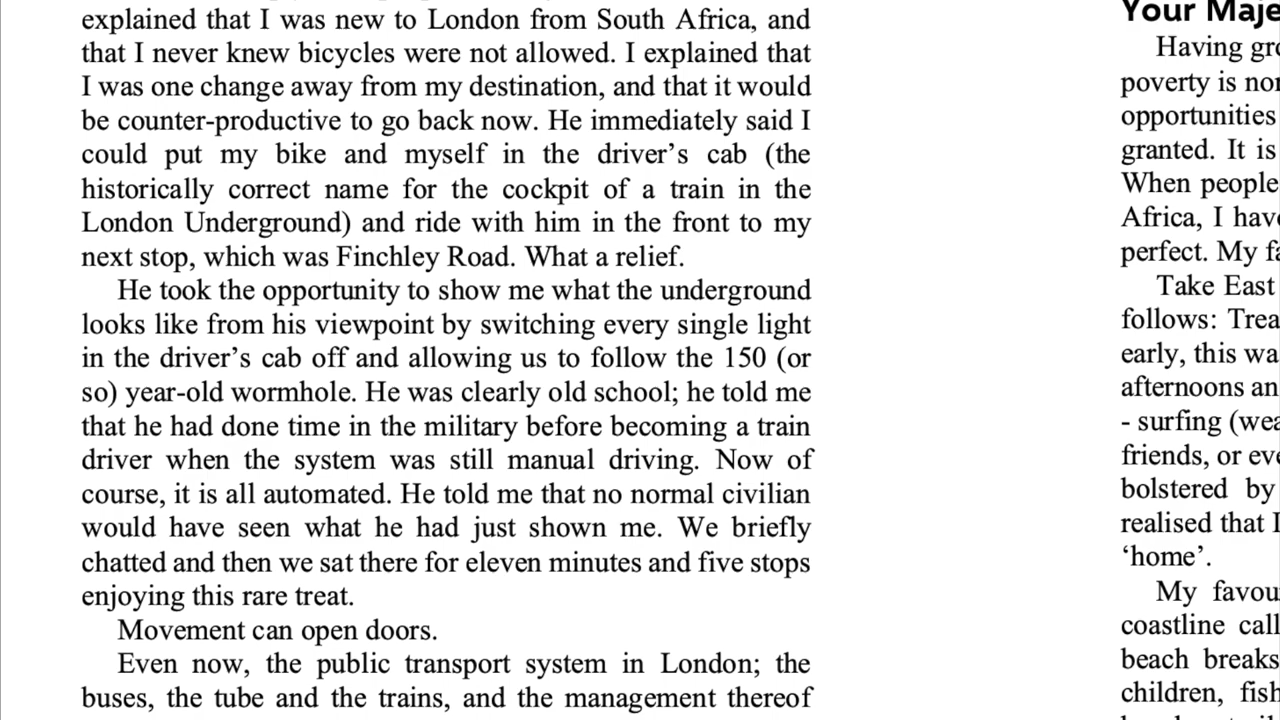 explained that I was new to London from South Africa, and
that I never knew bicycles were not allowed. I explained that
I was one change away from my destination, and that it would
be counter-productive to go back now. He immediately said I
could put my bike and myself in the driver’s cab (the
historically correct name for the cockpit of a train in the
London Underground) and ride with him in the front to my
next stop, which was Finchley Road. What a relief.
He took the opportunity to show me what the underground
looks like from his viewpoint by switching every single light
in the driver’s cab off and allowing us to follow the 150 (or
so) year-old wormhole. He was clearly old school; he told me
that he had done time in the military before becoming a train
driver when the system was still manual driving. Now of
course, it is all automated. He told me that no normal civilian
would have seen what he had just shown me. We briefly
chatted and then we sat there for eleven minutes and five stops
enjoying this rare treat.
Movement can open doors.
Even now, the public transport system in London; the
buses, the tube and the trains, and the management thereof
Your Maje
Having gr
poverty is no
opportunities
granted. It is
When people
Africa, I hav
perfect. My fa
Take East
follows: Trea
early, this wa
afternoons an
- surfing (wea
friends, or eve
bolstered by
realised that I
‘home’.
My favou
coastline call
beach breaks
children, fish